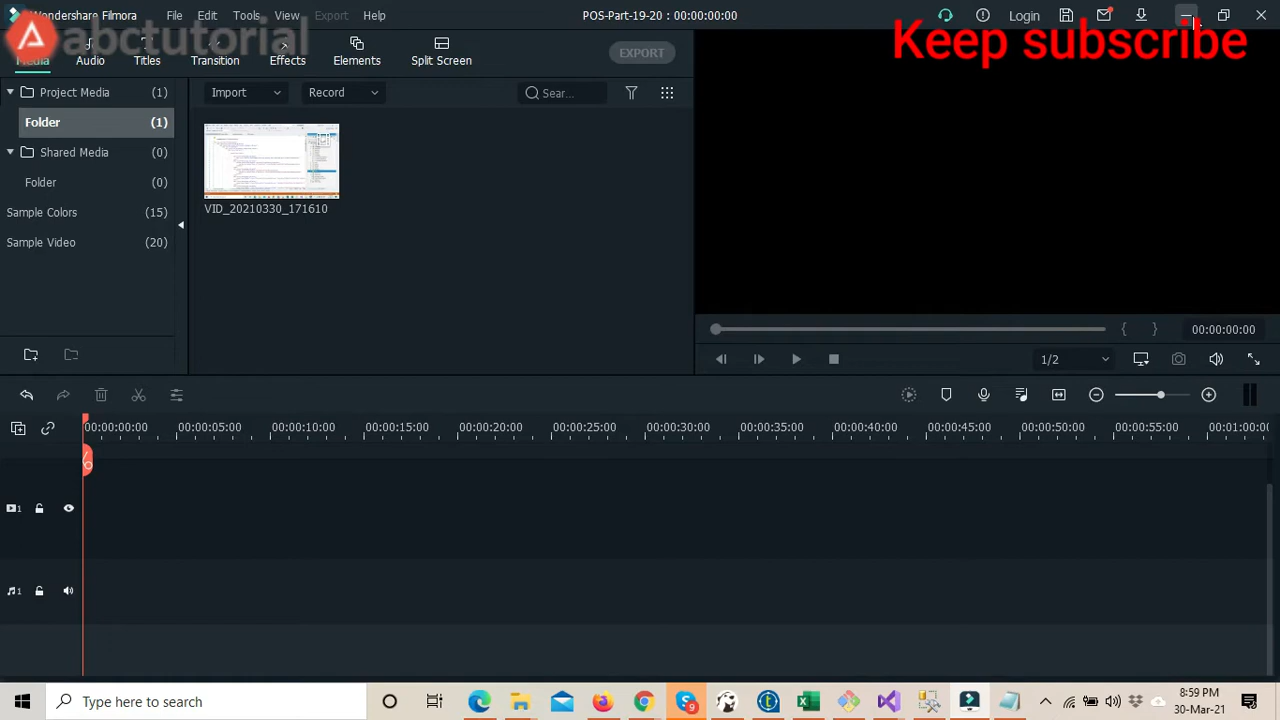 Wondershare Filmora File Edit Tools View Export Help POS-Part-10-20 : 00:00:00:00 Login
abctutorial
Keep subscribe
Media Audio Titles Transition Effects Elements Split Screen EXPORT
Project Media (1) Import Record Sear...
Folder (1)
Media
VID_20210330_171610
Sample Colors (15)
Sample Video (20)
00:00:00:00
1/2
00:00:00:00 00:00:05:00 00:00:10:00 00:00:15:00 00:00:20:00 00:00:25:00 00:00:30:00 00:00:35:00 00:00:40:00 00:00:45:00 00:00:50:00 00:00:55:00 00:01:00:00
1
1
Type here to search 9 8:59 PM
30-Mar-21